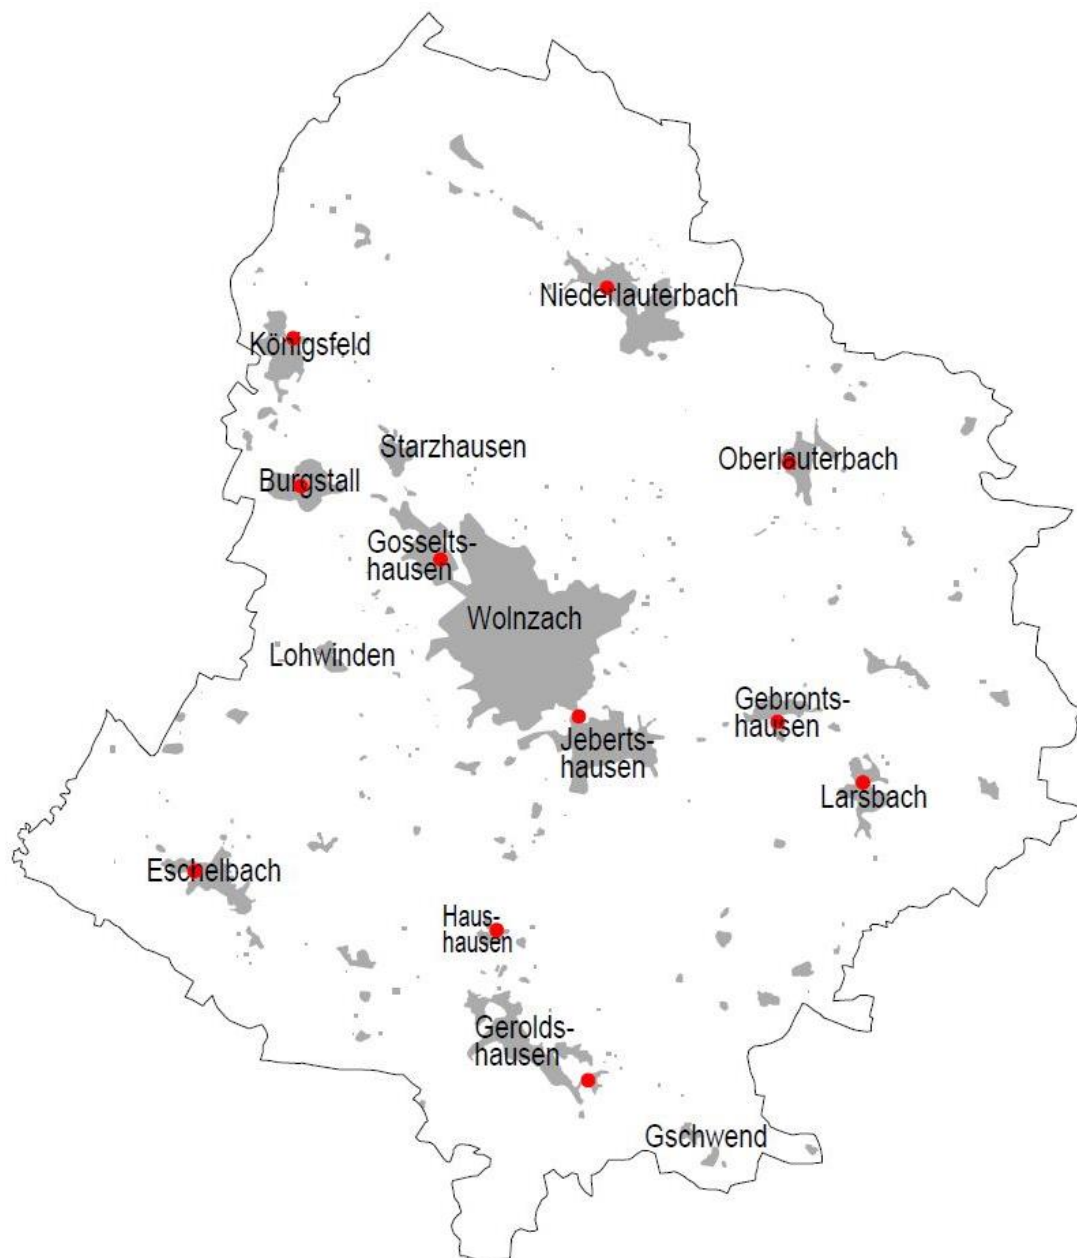 Niederlauterbach
Königsfeld
Starzhausen
Oberlauterbach
Burgstall
Gosselts-
hausen
Wolnzach
Lohwinden
Gebronts-
hausen
Jeberts-
hausen
Larsbach
Eschelbach
Haus-
hausen
Gerolds-
hausen
Gschwend